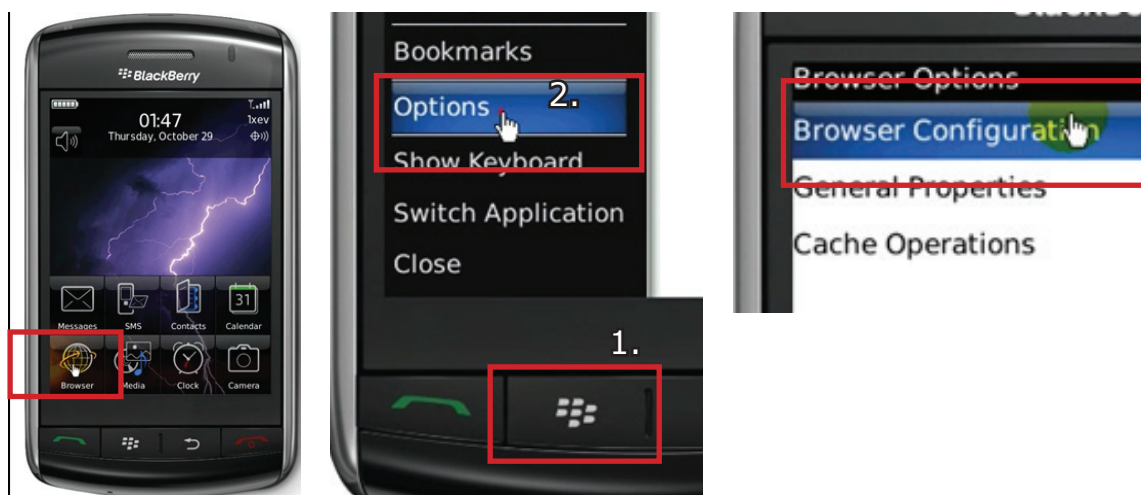 BlackBerry
01:47
Thursday, October 29
1xev
31
Messages
SMS
Contacts
Calendar
Browser
Media
Clock
Camera
Bookmarks
Options
2.
Show Keyboard
Switch Application
Close
1.
Browser Options
Browser Configuration
General Properties
Cache Operations